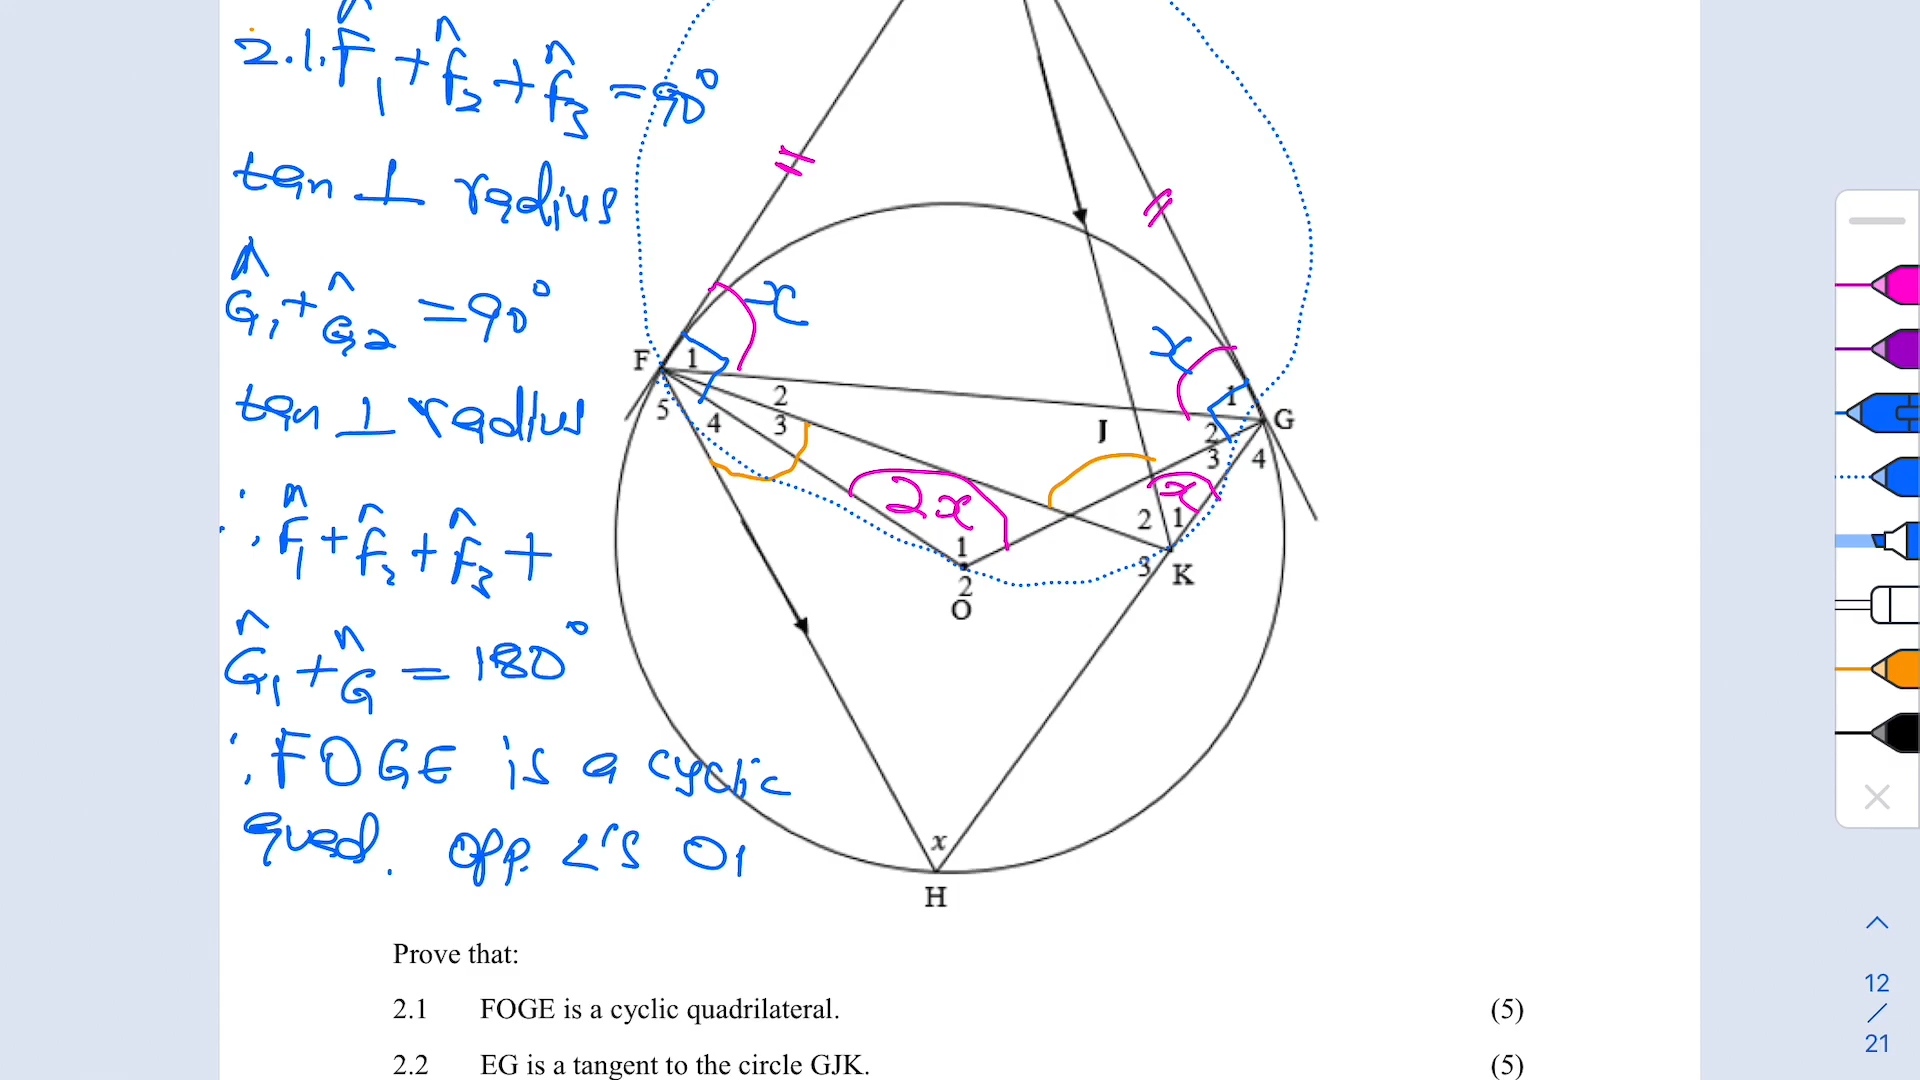 2.1. F̂₁ + f̂₂ + f̂₃ = 90°
tan ⊥ radius
Ĝ₁ + Ĝ₂ = 90°
tan ⊥ radius
∴ F̂₁ + f̂₂ + f̂₃ +
Ĝ₁ + Ĝ = 180°
∴ FOGE is a cyclic
quad. opp. ∠'s
x
x
F
1
2
3
4
5
J
1
2
3
4
G
2x
x
2
1
3
K
1
2
O
x
H
Prove that:
2.1 FOGE is a cyclic quadrilateral. (5)
2.2 EG is a tangent to the circle GJK. (5)
12
/
21